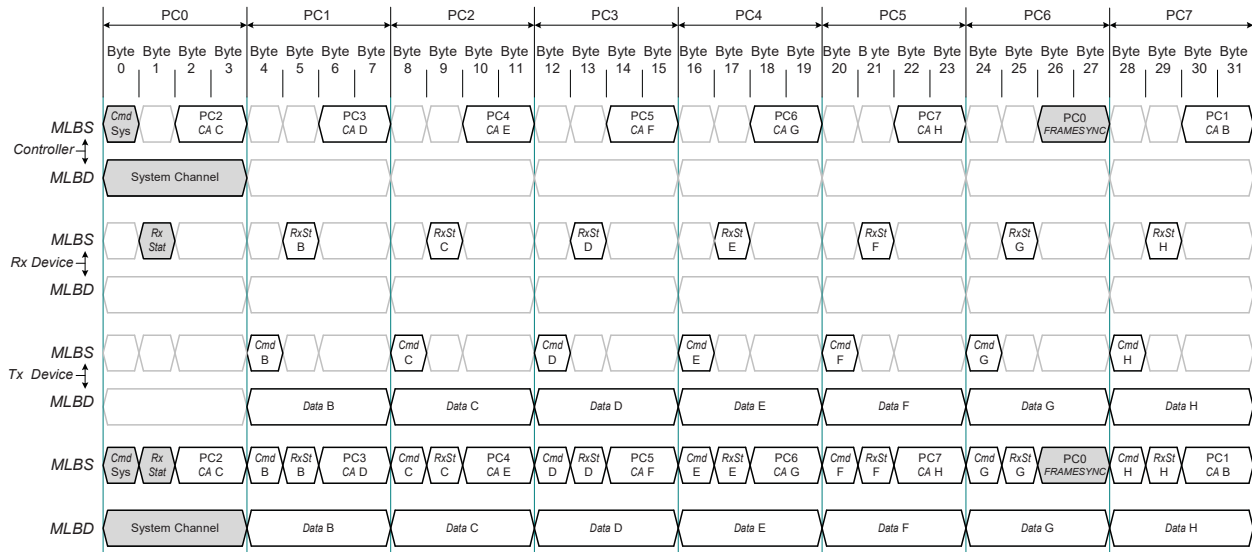 PC0 PC1 PC2 PC3 PC4 PC5 PC6 PC7
Byte Byte Byte Byte Byte Byte Byte Byte Byte Byte Byte Byte Byte Byte Byte Byte Byte Byte Byte Byte Byte B yte Byte Byte Byte Byte Byte Byte Byte Byte Byte Byte
0 1 2 3 4 5 6 7 8 9 10 11 12 13 14 15 16 17 18 19 20 21 22 23 24 25 26 27 28 29 30 31
Cmd PC2 PC3 PC4 PC5 PC6 PC7 PC0 PC1
MLBS Sys CA C CA D CA E CA F CA G CA H FRAMESYNC CA B
Controller
MLBD System Channel
Rx RxSt RxSt RxSt RxSt RxSt RxSt RxSt
MLBS Stat B C D E F G H
Rx Device
MLBD
Cmd Cmd Cmd Cmd Cmd Cmd Cmd
MLBS B C D E F G H
Tx Device
MLBD Data B Data C Data D Data E Data F Data G Data H
Cmd Rx PC2 Cmd RxSt PC3 Cmd RxSt PC4 Cmd RxSt PC5 Cmd RxSt PC6 Cmd RxSt PC7 Cmd RxSt PC0 Cmd RxSt PC1
MLBS Sys Stat CA C B B CA D C C CA E D D CA F E E CA G F F CA H G G FRAMESYNC H H CA B
MLBD System Channel Data B Data C Data D Data E Data F Data G Data H